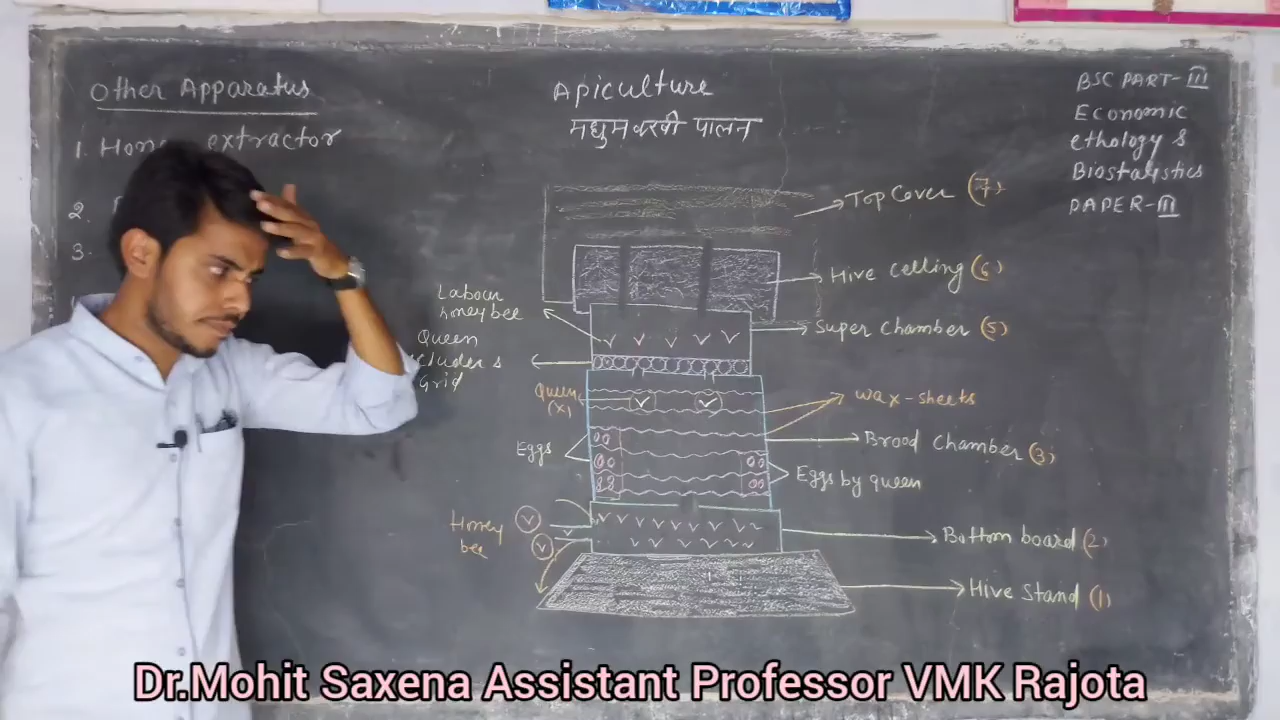 Other Apparatus
1. Hone extractor
2.
3.
Apiculture
मधुमक्खी पालन
BSC PART-III
Economic
ethology &
Biostatistics
PAPER-III
Top Cover (7)
Hive Celling (6)
Super Chamber (5)
wax-sheets
Brood Chamber (3)
Eggs by queen
Bottom board (2)
Hive Stand (1)
Labour
honey bee
Queen
cluders
Grid
Queen
(X)
Eggs
Honey
bee
Dr.Mohit Saxena Assistant Professor VMK Rajota